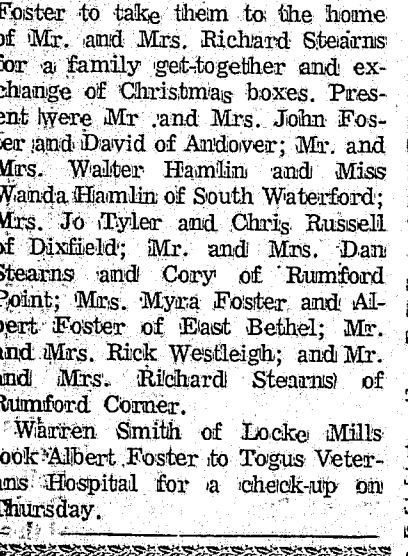 Foster to take them to the home
of Mr. and Mrs. Richard Stearns
for a family get-together and ex-
change of Christmas boxes. Pres-
ent were Mr .and Mrs. John Fos-
ter and David of Andover; Mr. and
Mrs. Walter Hamlin and Miss
Wanda Hamlin of South Waterford;
Mrs. Jo Tyler and Chris Russell
of Dixfield; Mr. and Mrs. Dan
Stearns and Cory of Rumford
Point; Mrs. Myra Foster and Al-
bert Foster of East Bethel; Mr.
and Mrs. Rick Westleigh; and Mr.
and Mrs. Richard Stearns of
Rumford Corner.
Warren Smith of Locke Mills
took Albert Foster to Togus Veter-
ans Hospital for a check-up on
Thursday.